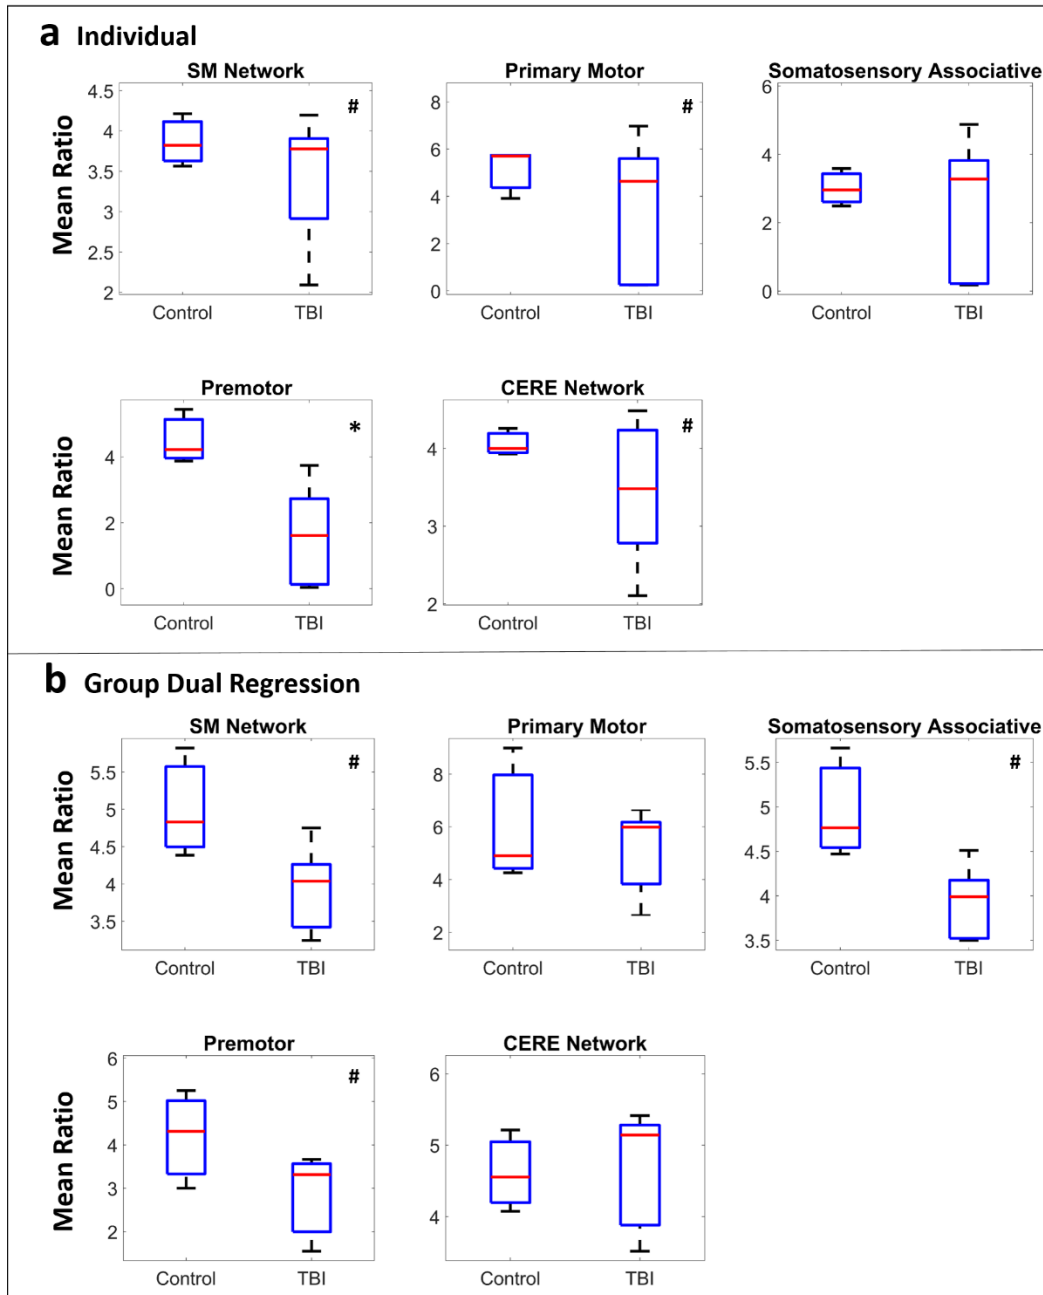 a Individual
SM Network
Primary Motor
Somatosensory Associative
Mean Ratio
4.5
4
3.5
3
2.5
2
#
Control
TBI
8
6
4
2
0
#
Control
TBI
6
4
2
0
Control
TBI
Premotor
CERE Network
Mean Ratio
4
2
0
*
Control
TBI
4
3
2
#
Control
TBI
b Group Dual Regression
SM Network
Primary Motor
Somatosensory Associative
Mean Ratio
5.5
5
4.5
4
3.5
#
Control
TBI
8
6
4
2
Control
TBI
5.5
5
4.5
4
3.5
#
Control
TBI
Premotor
CERE Network
Mean Ratio
6
5
4
3
2
#
Control
TBI
6
5
4
Control
TBI